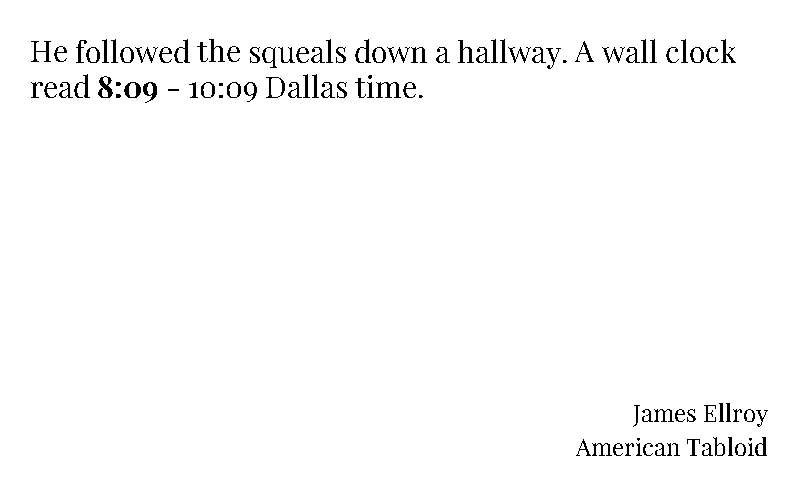 He followed the squeals down a hallway. A wall clock
read 8:09 - 10:09 Dallas time.
James Ellroy
American Tabloid